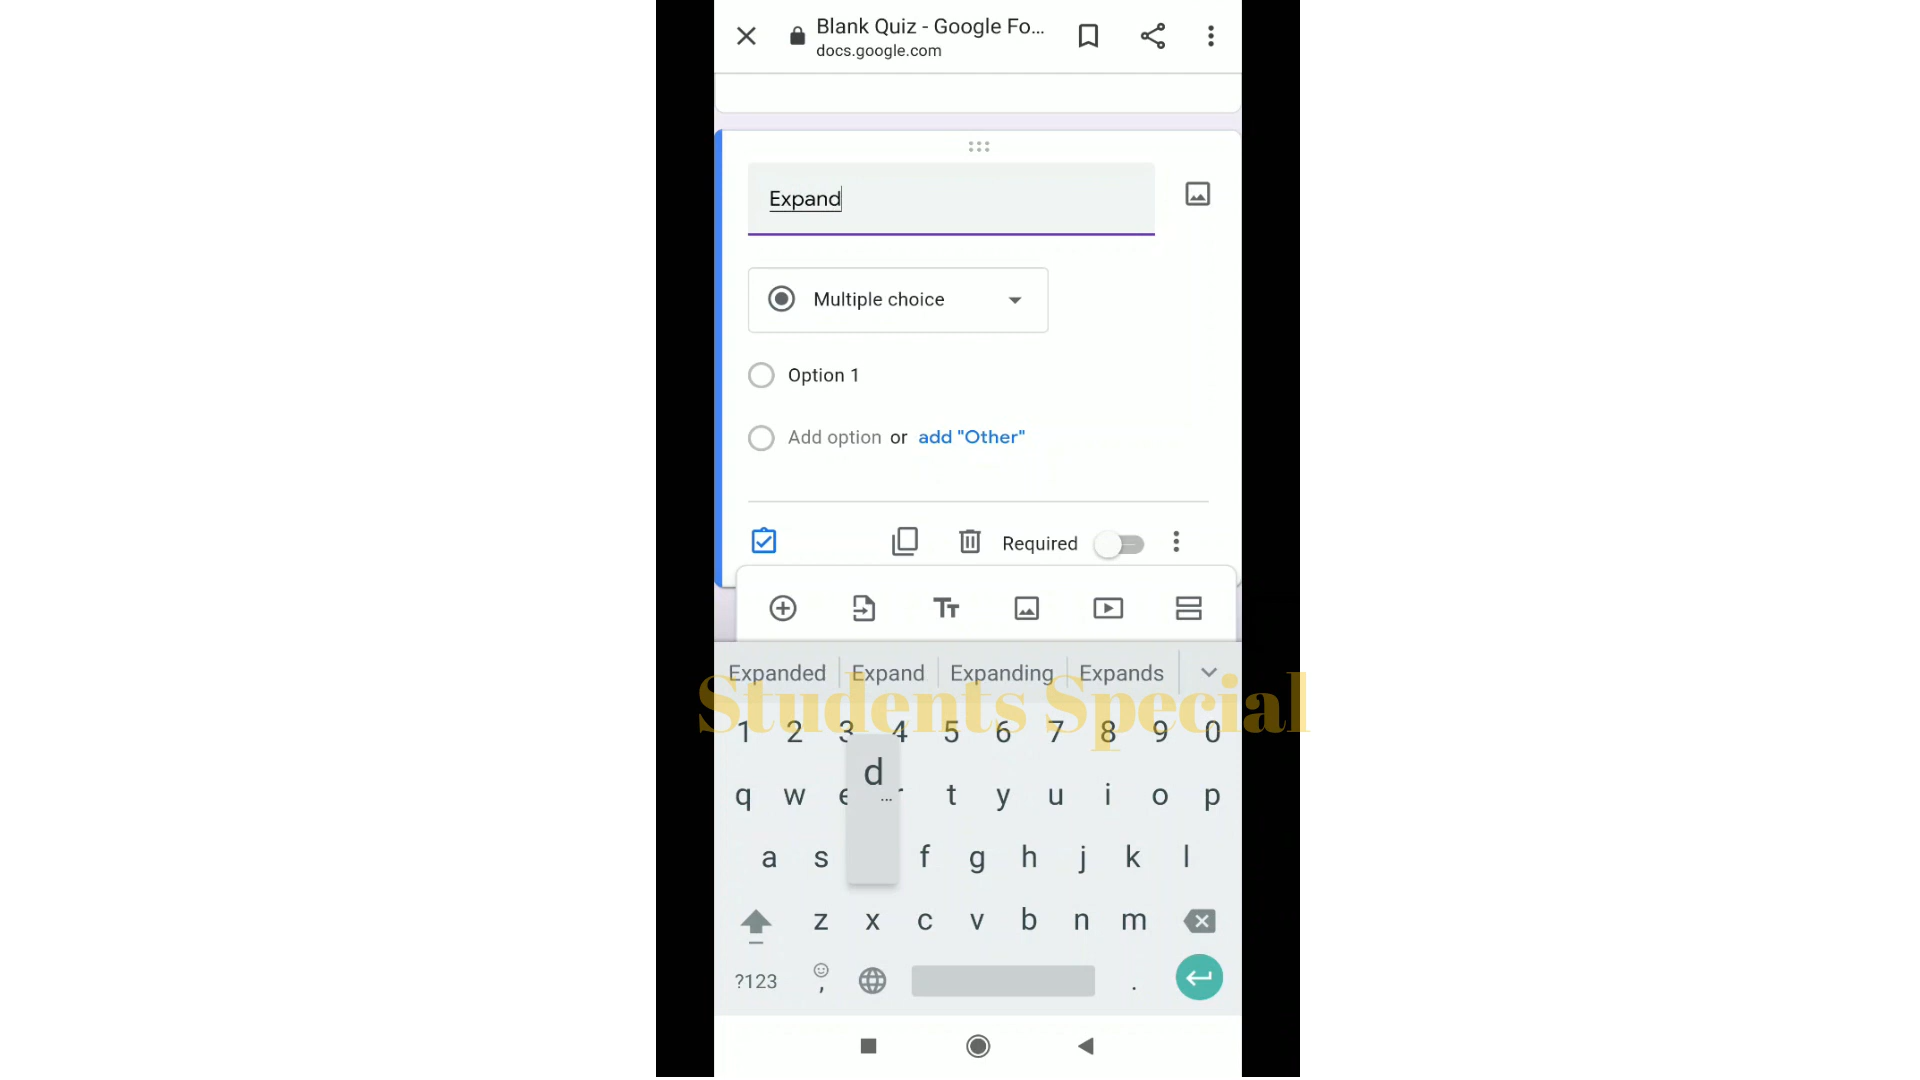 Blank Quiz - Google Fo...
docs.google.com
Expand
Multiple choice
Option 1
Add option or add "Other"
Required
Expanded Expand Expanding Expands
Students Special
1 2 3 4 5 6 7 8 9 0
d
...
q w e r t y u i o p
a s f g h j k l
z x c v b n m
?123 , .